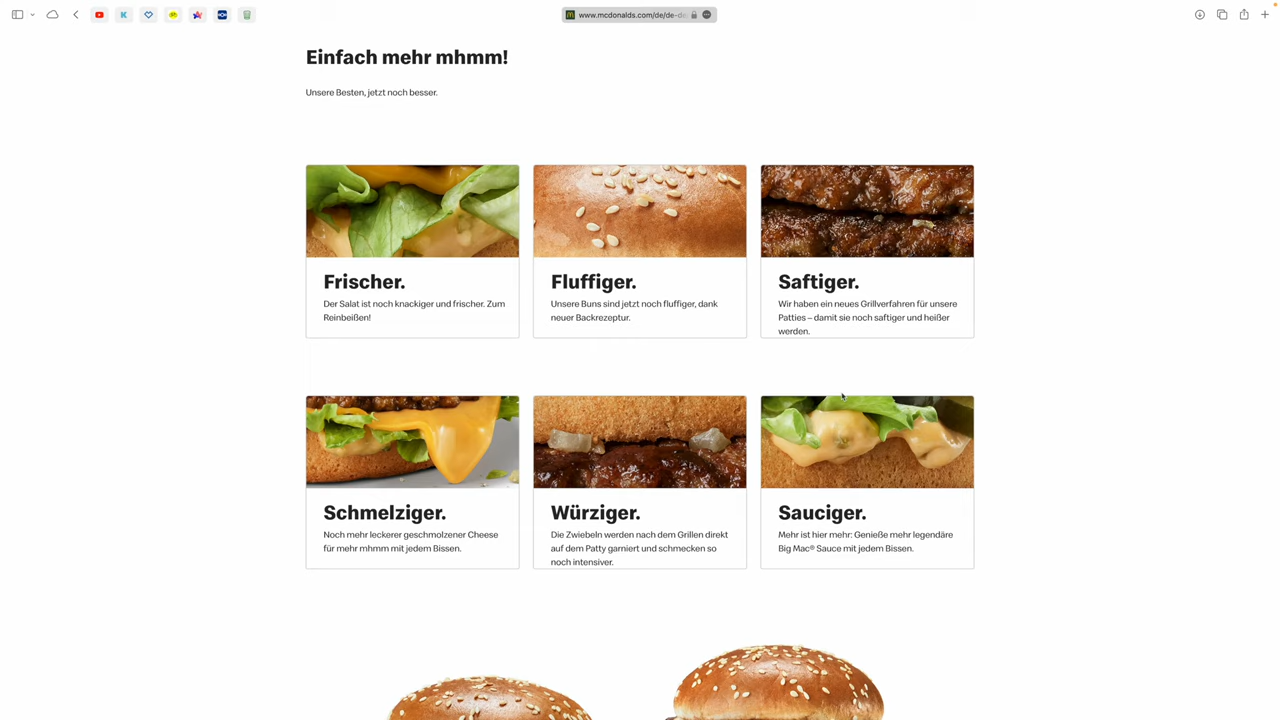 www.mcdonalds.com/de/de-d
Einfach mehr mhmm!
Unsere Besten, jetzt noch besser.
Frischer.
Der Salat ist noch knackiger und frischer. Zum
Reinbeißen!
Fluffiger.
Unsere Buns sind jetzt noch fluffiger, dank
neuer Backrezeptur.
Saftiger.
Wir haben ein neues Grillverfahren für unsere
Patties – damit sie noch saftiger und heißer
werden.
Schmelziger.
Noch mehr leckerer geschmolzener Cheese
für mehr mhmm mit jedem Bissen.
Würziger.
Die Zwiebeln werden nach dem Grillen direkt
auf dem Patty garniert und schmecken so
noch intensiver.
Sauciger.
Mehr ist hier mehr: Genieße mehr legendäre
Big Mac® Sauce mit jedem Bissen.